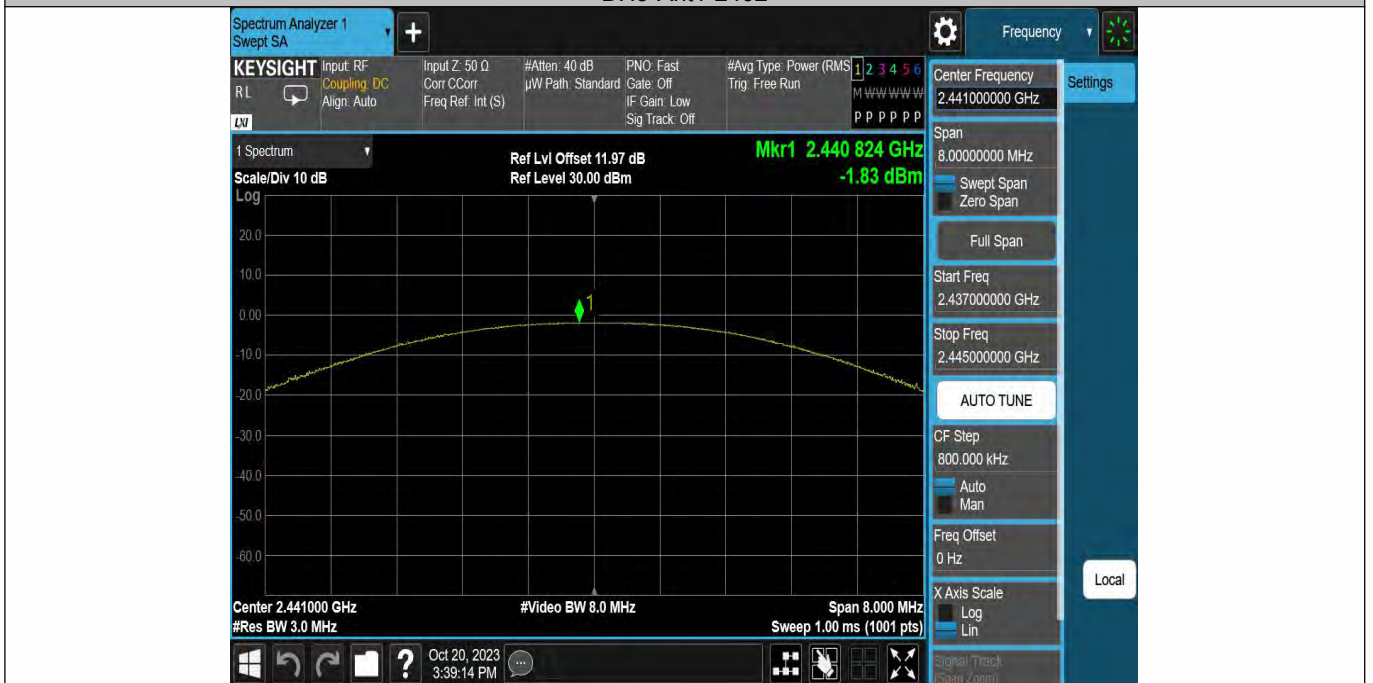 Spectrum Analyzer 1
Swept SA
+
Frequency
KEYSIGHT
RL
LXI
Input: RF
Coupling: DC
Align: Auto
Input Z: 50 Ω
Corr CCorr
Freq Ref: Int (S)
#Atten: 40 dB
µW Path: Standard
PNO: Fast
Gate: Off
IF Gain: Low
Sig Track: Off
#Avg Type: Power (RMS
Trig: Free Run
1 2 3 4 5 6
M W W W W W
P P P P P P
Center Frequency
2.441000000 GHz
Settings
Span
8.00000000 MHz
Swept Span
Zero Span
Full Span
Start Freq
2.437000000 GHz
Stop Freq
2.445000000 GHz
AUTO TUNE
CF Step
800.000 kHz
Auto
Man
Freq Offset
0 Hz
X Axis Scale
Log
Lin
Signal Track
(Span Zoom)
Local
1 Spectrum
Scale/Div 10 dB
Ref Lvl Offset 11.97 dB
Ref Level 30.00 dBm
Mkr1 2.440 824 GHz
-1.83 dBm
Log
20.0
10.0
0.00
-10.0
-20.0
-30.0
-40.0
-50.0
-60.0
1
Center 2.441000 GHz
#Res BW 3.0 MHz
#Video BW 8.0 MHz
Span 8.000 MHz
Sweep 1.00 ms (1001 pts)
?
Oct 20, 2023
3:39:14 PM